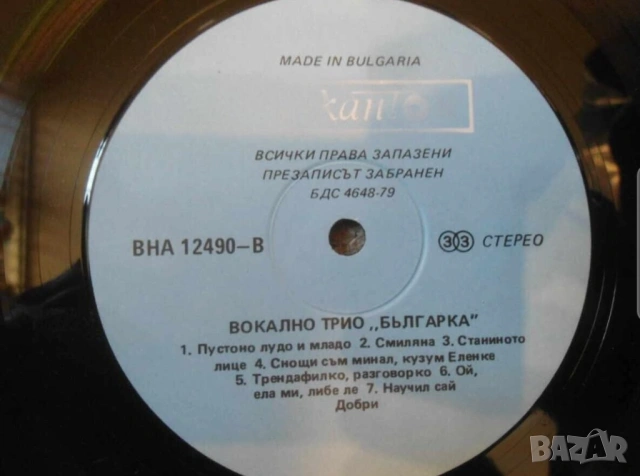 MADE IN BULGARIA
ВСИЧКИ ПРАВА ЗАПАЗЕНИ
ПРЕЗАПИСЪТ ЗАБРАНЕН
БДС 4648-79
ВНА 12490-В
33 СТЕРЕО
ВОКАЛНО ТРИО „БЪЛГАРКА"
1. Пустоно лудо и младо 2. Смиляна 3. Станиното
лице 4. Снощи съм минал, кузум Еленке
5. Трендафилко, разговорко 6. Ой,
ела ми, либе ле 7. Научил сай
Добри
BAZAR